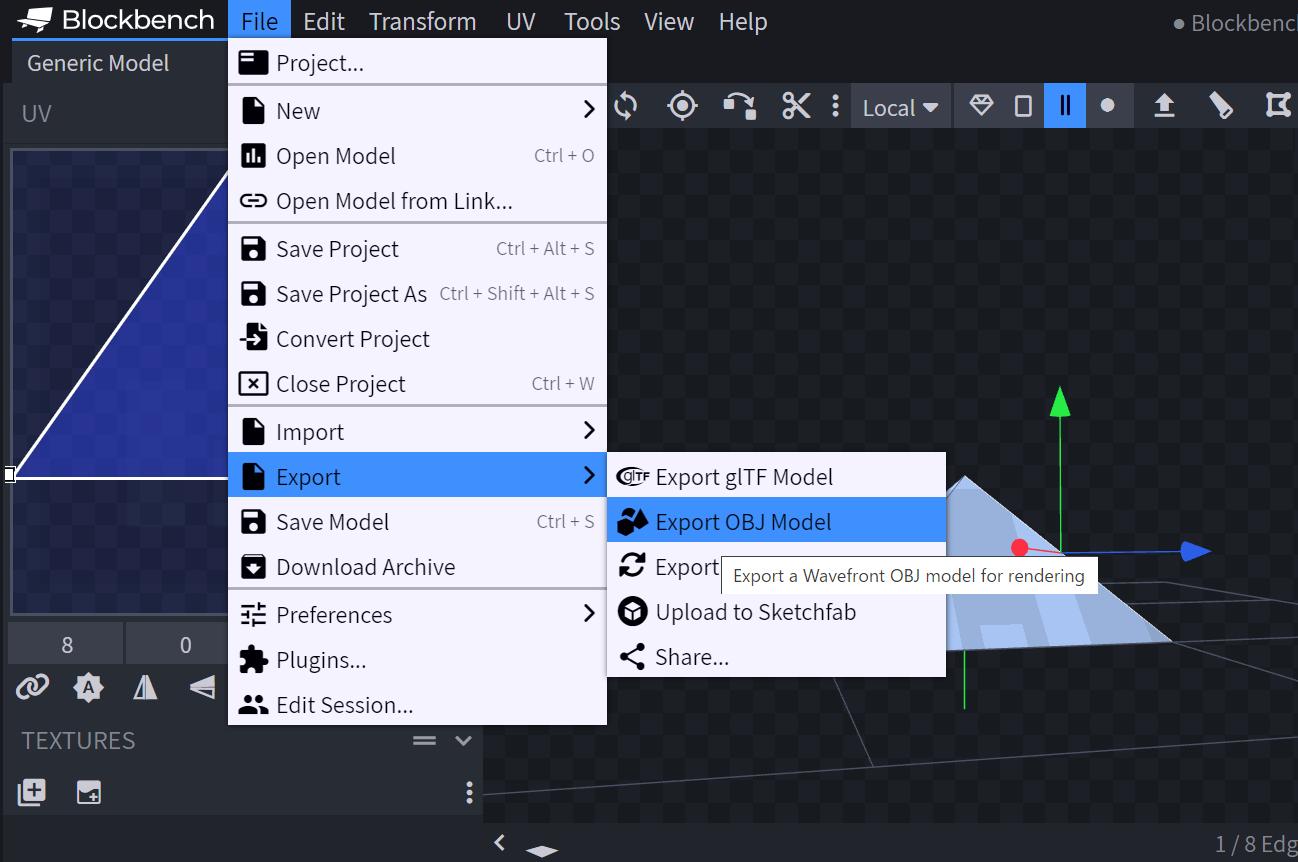 Blockbench File Edit Transform UV Tools View Help
Blockbenc
Generic Model
UV
Project...
New
Open Model Ctrl + O
Open Model from Link...
Save Project Ctrl + Alt + S
Save Project As Ctrl + Shift + Alt + S
Convert Project
Close Project Ctrl + W
Import
Export
Save Model Ctrl + S
Download Archive
Preferences
Plugins...
Edit Session...
Local
glTF Export glTF Model
Export OBJ Model
Export
Export a Wavefront OBJ model for rendering
Upload to Sketchfab
Share...
8 0
A
TEXTURES
1 / 8 Edg